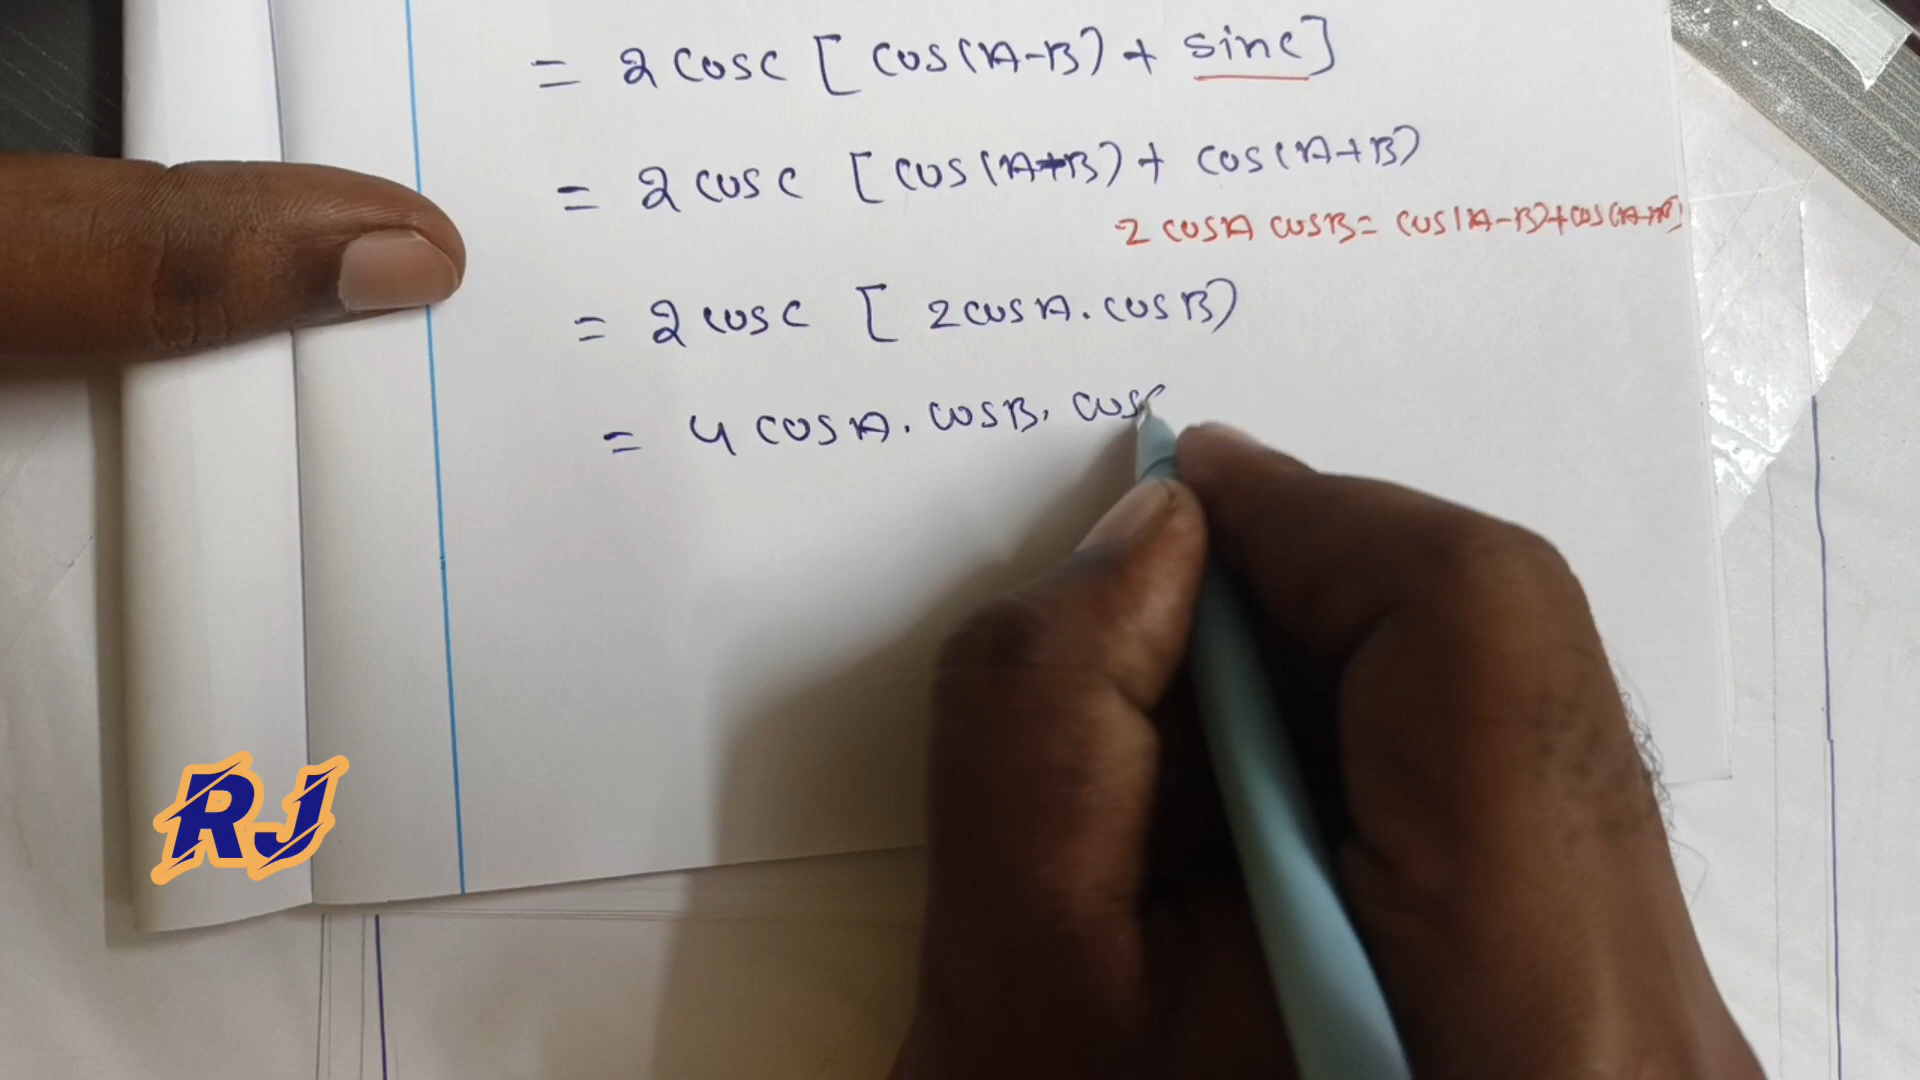 = 2 cosc [ cos(A-B) + sinc]
= 2 cosc [cos(A+B) + cos(A+B)
2 cosA cosB = cos(A-B)+cos(A+B)
= 2 cosc [ 2cosA.cosB)
= 4 cosA. cosB. cosc
RJ